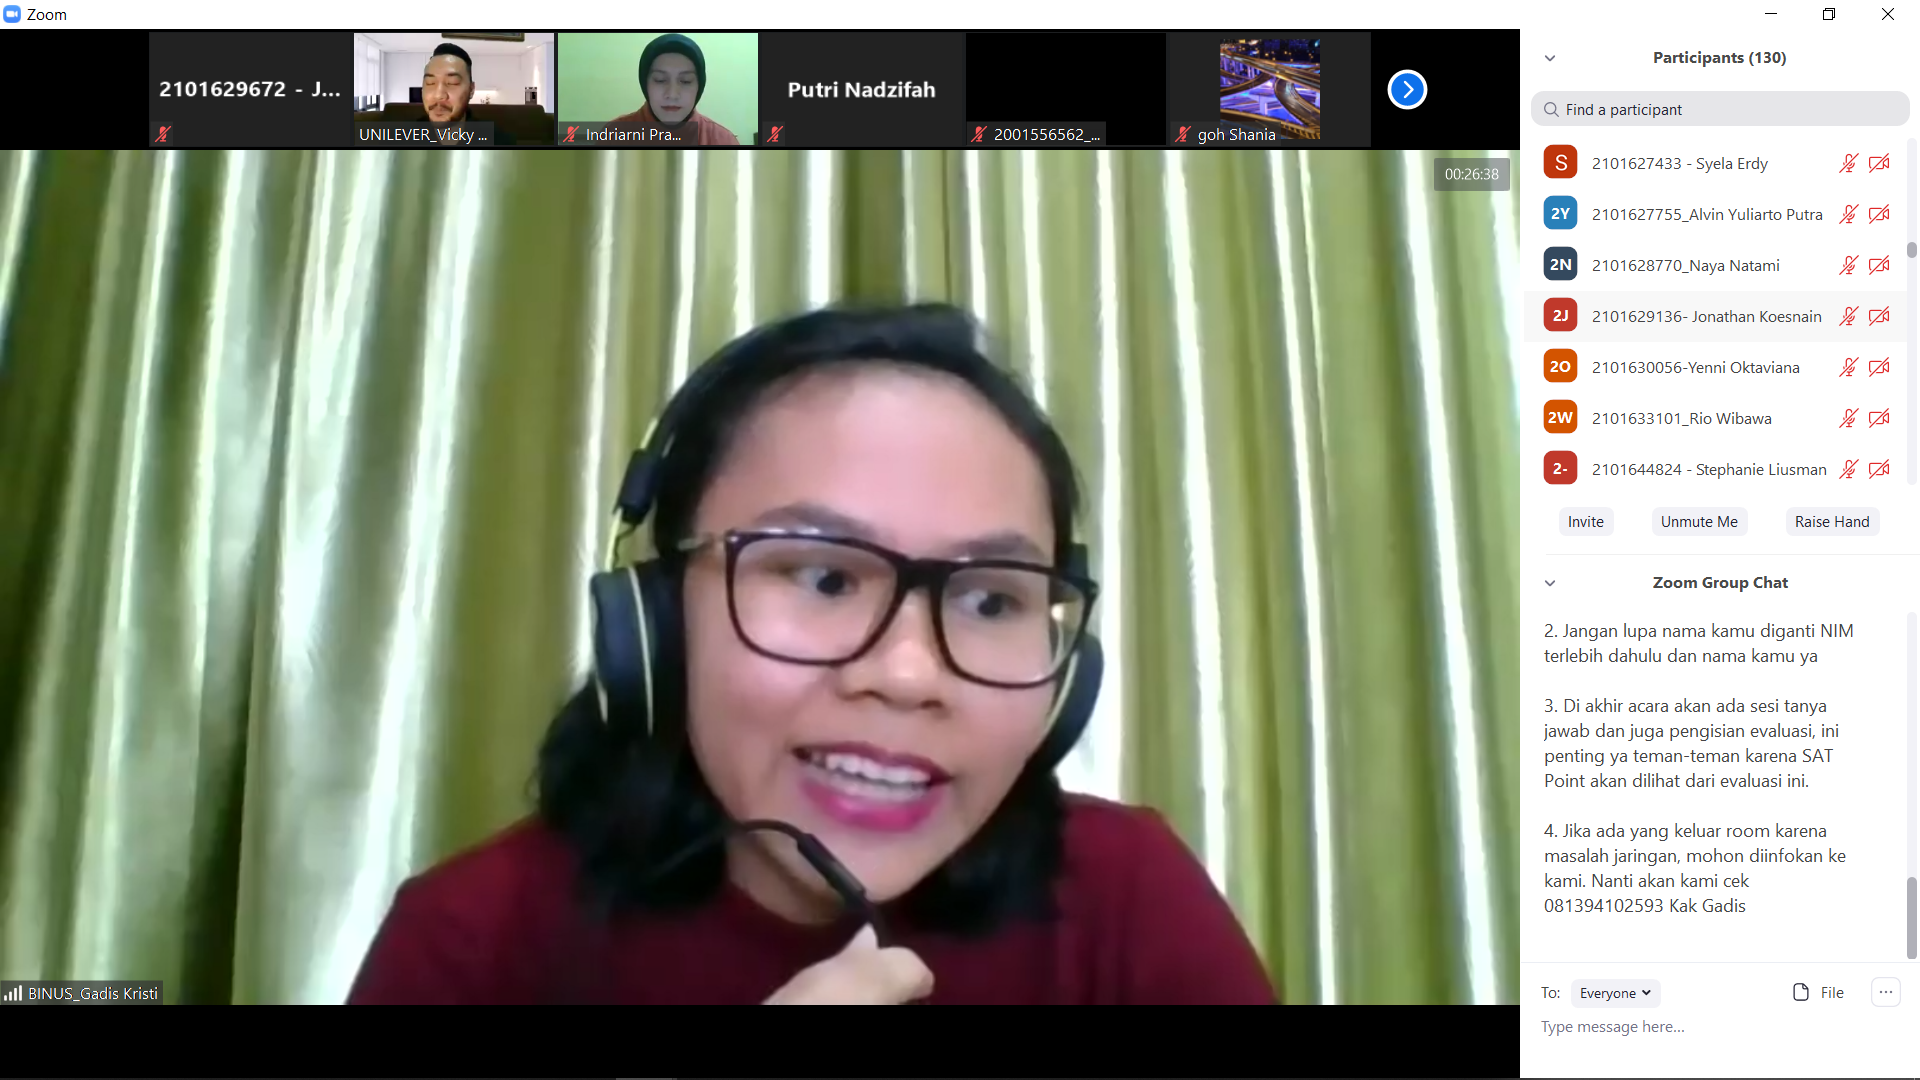 Zoom
2101629672 - J...
UNILEVER_Vicky ...
Indriarni Pra...
Putri Nadzifah
2001556562_...
goh Shania
00:26:38
BINUS_Gadis Kristi
Participants (130)
Find a participant
S
2101627433 - Syela Erdy
2Y
2101627755_Alvin Yuliarto Putra
2N
2101628770_Naya Natami
2J
2101629136- Jonathan Koesnain
2O
2101630056-Yenni Oktaviana
2W
2101633101_Rio Wibawa
2-
2101644824 - Stephanie Liusman
Invite
Unmute Me
Raise Hand
Zoom Group Chat
2. Jangan lupa nama kamu diganti NIM
terlebih dahulu dan nama kamu ya
3. Di akhir acara akan ada sesi tanya
jawab dan juga pengisian evaluasi, ini
penting ya teman-teman karena SAT
Point akan dilihat dari evaluasi ini.
4. Jika ada yang keluar room karena
masalah jaringan, mohon diinfokan ke
kami. Nanti akan kami cek
081394102593 Kak Gadis
To:
Everyone
File
Type message here...